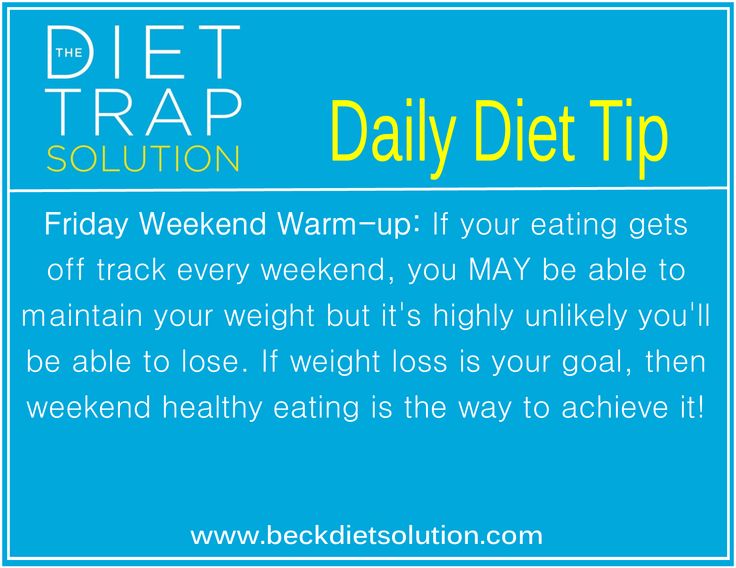 THE DIET
TRAP
SOLUTION
Daily Diet Tip
Friday Weekend Warm-up: If your eating gets
off track every weekend, you MAY be able to
maintain your weight but it's highly unlikely you'll
be able to lose. If weight loss is your goal, then
weekend healthy eating is the way to achieve it!
www.beckdietsolution.com